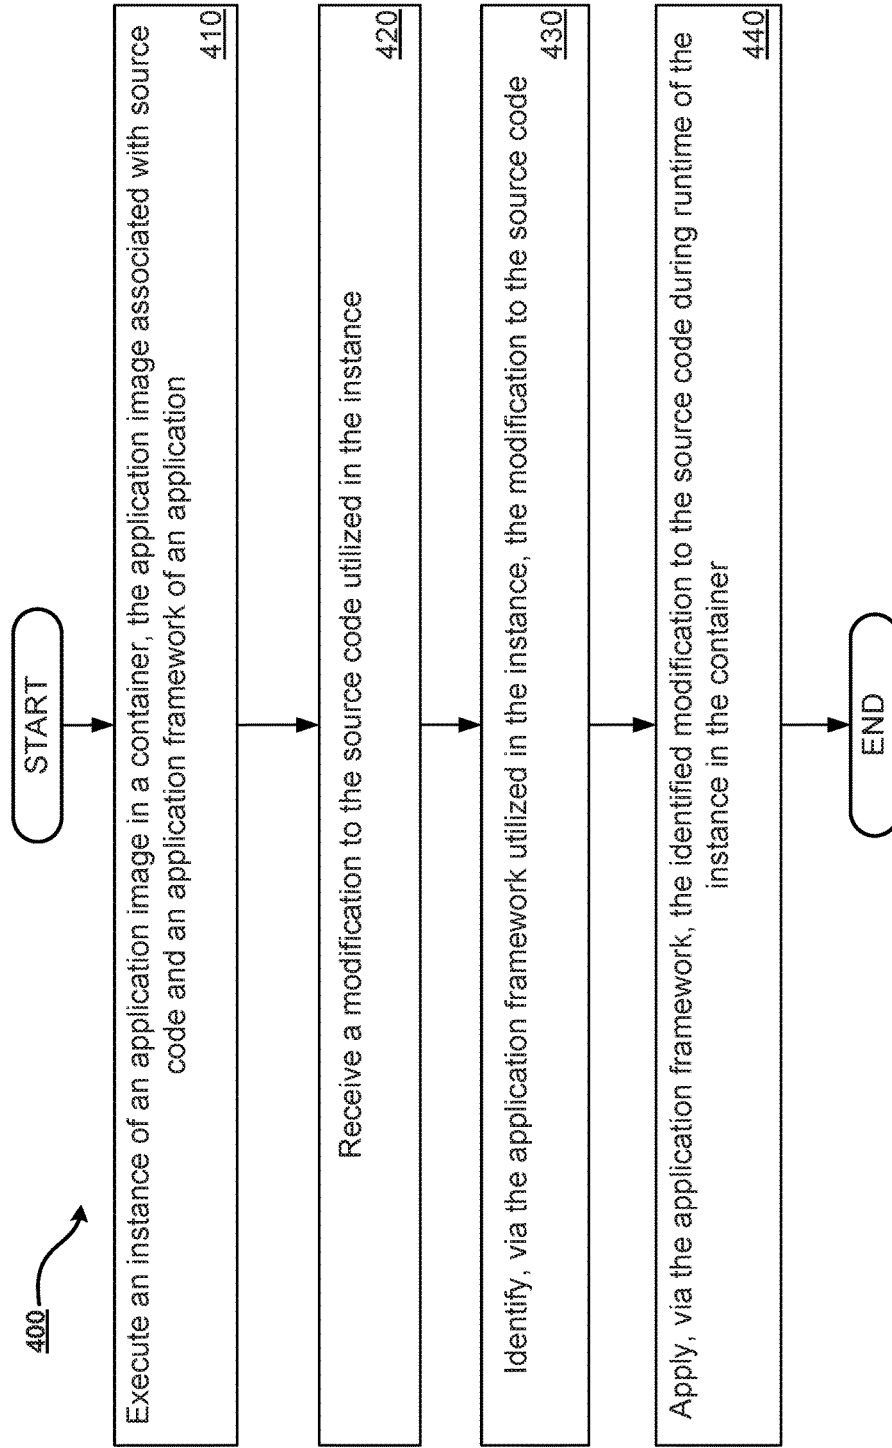 400
START
Execute an instance of an application image in a container, the application image associated with source
code and an application framework of an application
410
Receive a modification to the source code utilized in the instance
420
Identify, via the application framework utilized in the instance, the modification to the source code
430
Apply, via the application framework, the identified modification to the source code during runtime of the
instance in the container
440
END